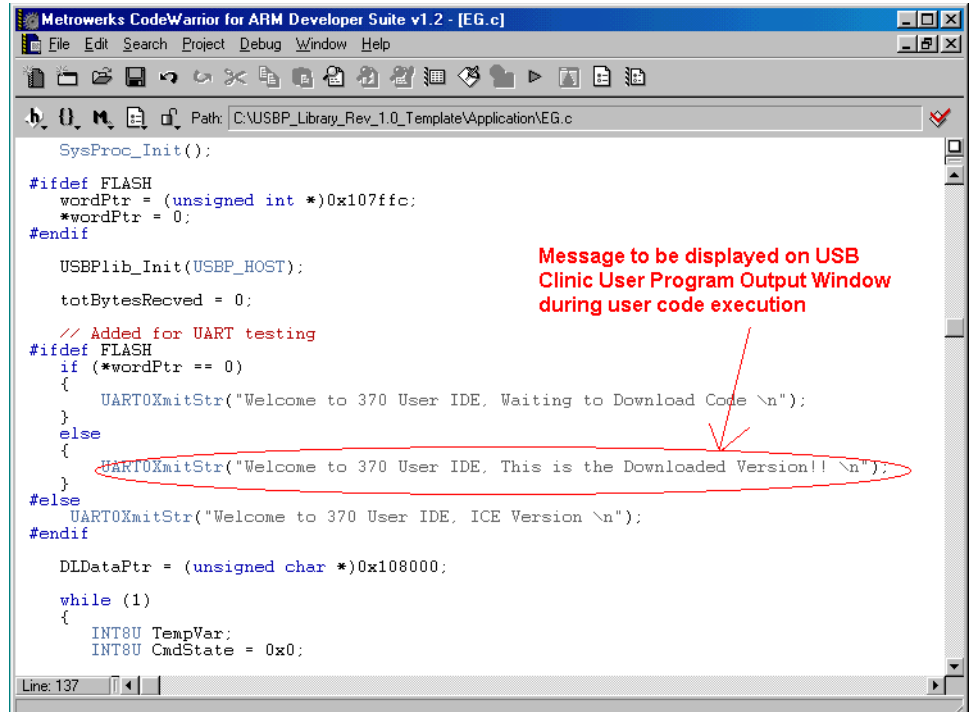 Metrowerks CodeWarrior for ARM Developer Suite v1.2 - [EG.c]
File Edit Search Project Debug Window Help
Path: C:\USBP_Library_Rev_1.0_Template\Application\EG.c
SysProc_Init();
#ifdef FLASH
wordPtr = (unsigned int *)0x107ffc;
*wordPtr = 0;
#endif
USBPlib_Init(USBP_HOST);
totBytesRecved = 0;
Message to be displayed on USB
Clinic User Program Output Window
during user code execution
// Added for UART testing
#ifdef FLASH
if (*wordPtr == 0)
{
UART0XmitStr("Welcome to 370 User IDE, Waiting to Download Code \n");
}
else
{
UART0XmitStr("Welcome to 370 User IDE, This is the Downloaded Version!! \n");
}
#else
UART0XmitStr("Welcome to 370 User IDE, ICE Version \n");
#endif
DLDataPtr = (unsigned char *)0x108000;
while (1)
{
INT8U TempVar;
INT8U CmdState = 0x0;
Line: 137